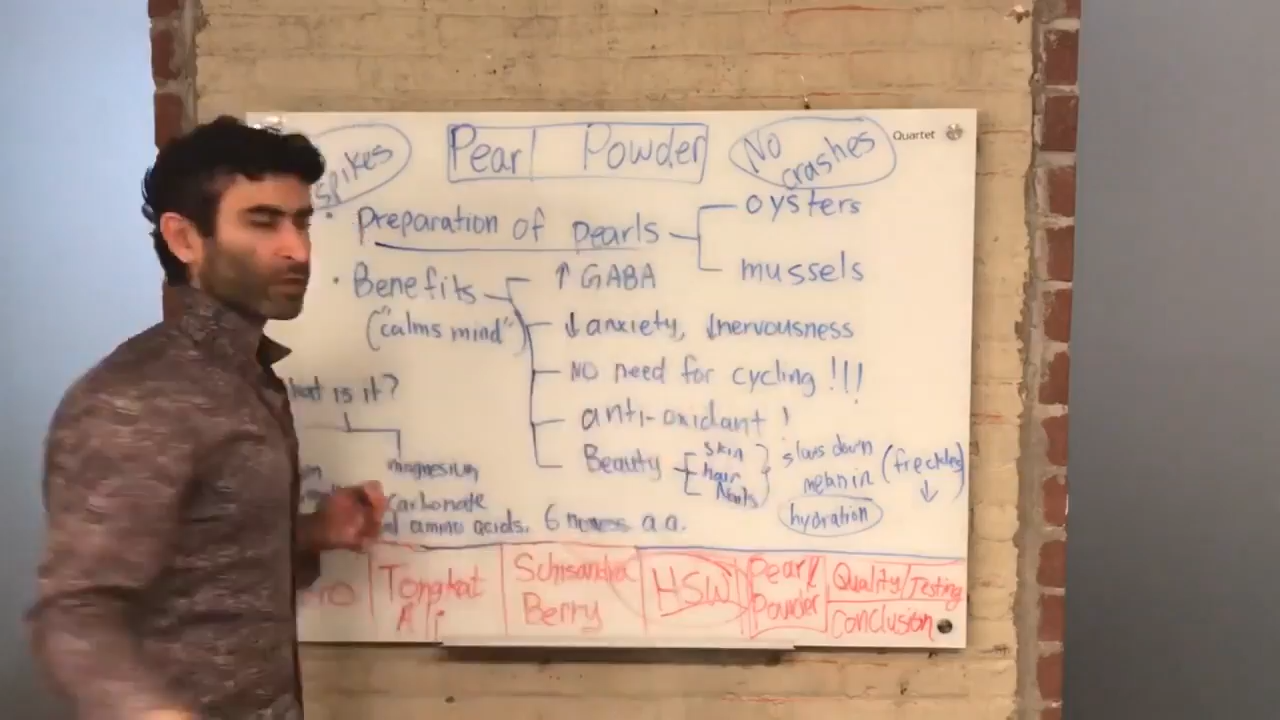 spikes
Pearl Powder
No crashes
Quartet
• Preparation of pearls
oysters
mussels
• Benefits
("calms mind")
↑ GABA
↓ anxiety, ↓nervousness
No need for cycling !!!
anti-oxidant !
Beauty
skin
hair
Nails
slows down
melanin
(freckles)
↓
hydration
hat is it?
magnesium
carbonate
amino acids. 6 a.a.
Tongkat
Ali
Schisandra
Berry
HSW
Pearl
Powder
Quality/Testing
Conclusion